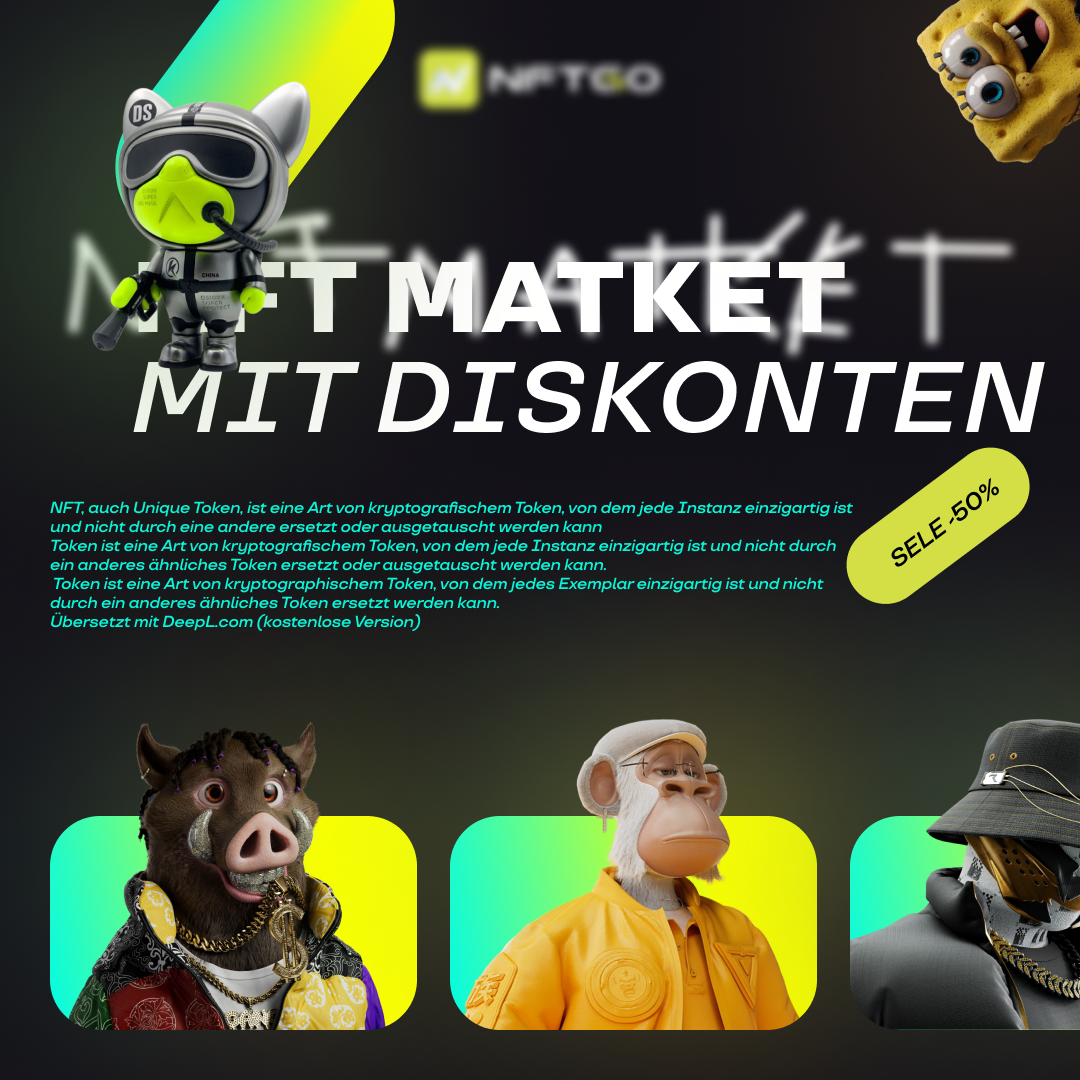 NFTGO
DS
NFT MATKET
NFT MATKET
CHINA
MIT DISKONTEN
NFT, auch Unique Token, ist eine Art von kryptografischem Token, von dem jede Instanz einzigartig ist
und nicht durch eine andere ersetzt oder ausgetauscht werden kann
Token ist eine Art von kryptografischem Token, von dem jede Instanz einzigartig ist und nicht durch
ein anderes ähnliches Token ersetzt oder ausgetauscht werden kann.
Token ist eine Art von kryptographischem Token, von dem jedes Exemplar einzigartig ist und nicht
durch ein anderes ähnliches Token ersetzt werden kann.
Übersetzt mit DeepL.com (kostenlose Version)
SELE -50%